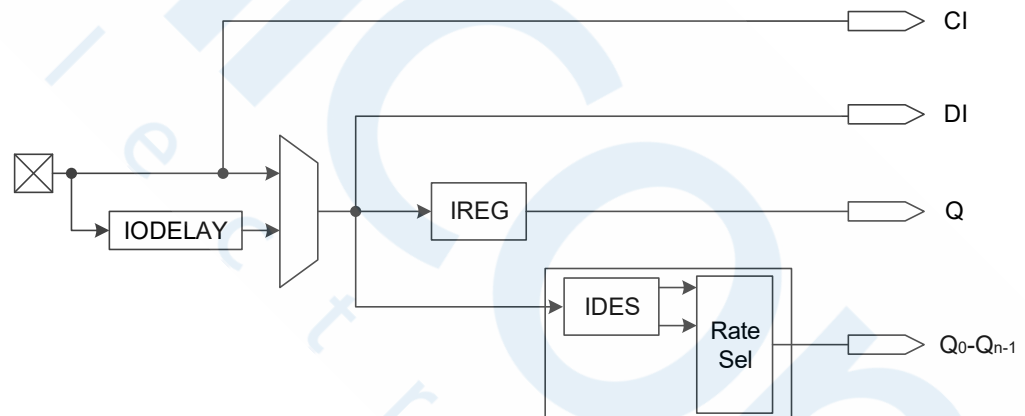 CI
DI
IODELAY
IREG
Q
IDES
Rate
Sel
Q0-Qn-1